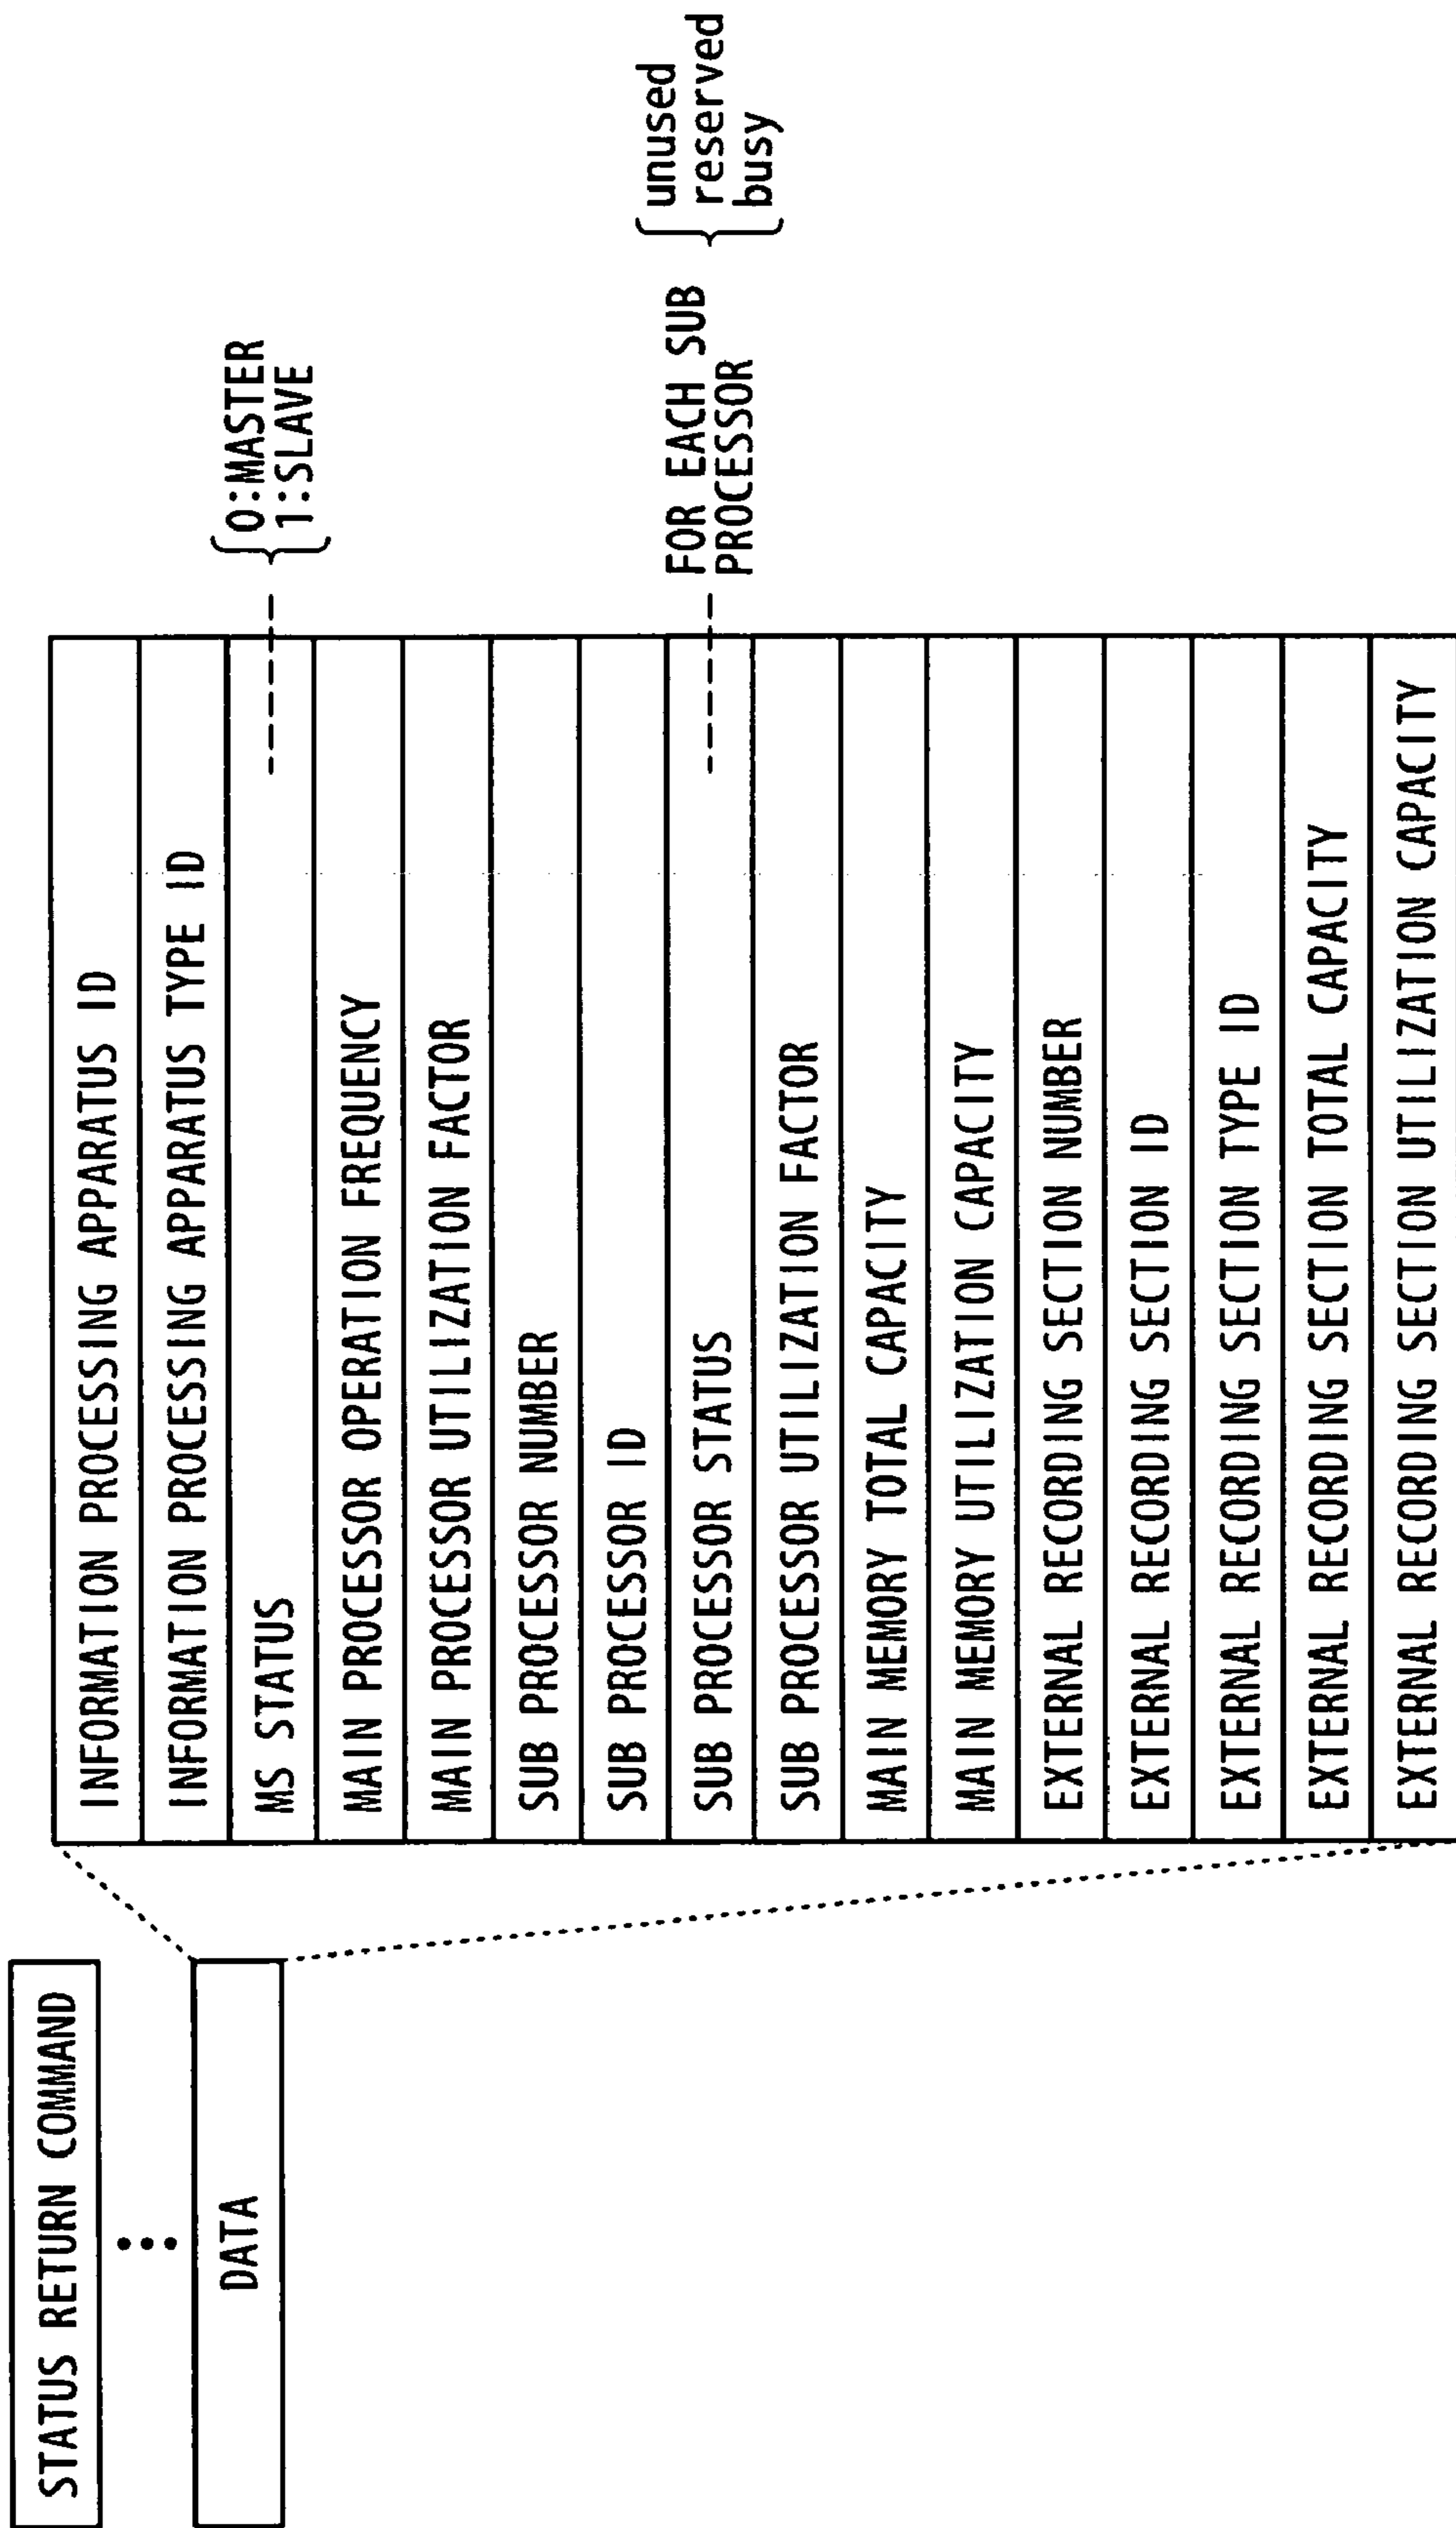 STATUS RETURN COMMAND
DATA
INFORMATION PROCESSING APPARATUS ID
INFORMATION PROCESSING APPARATUS TYPE ID
MS STATUS
0:MASTER
1:SLAVE
MAIN PROCESSOR OPERATION FREQUENCY
MAIN PROCESSOR UTILIZATION FACTOR
SUB PROCESSOR NUMBER
SUB PROCESSOR ID
SUB PROCESSOR STATUS
FOR EACH SUB
PROCESSOR
unused
reserved
busy
SUB PROCESSOR UTILIZATION FACTOR
MAIN MEMORY TOTAL CAPACITY
MAIN MEMORY UTILIZATION CAPACITY
EXTERNAL RECORDING SECTION NUMBER
EXTERNAL RECORDING SECTION ID
EXTERNAL RECORDING SECTION TYPE ID
EXTERNAL RECORDING SECTION TOTAL CAPACITY
EXTERNAL RECORDING SECTION UTILIZATION CAPACITY